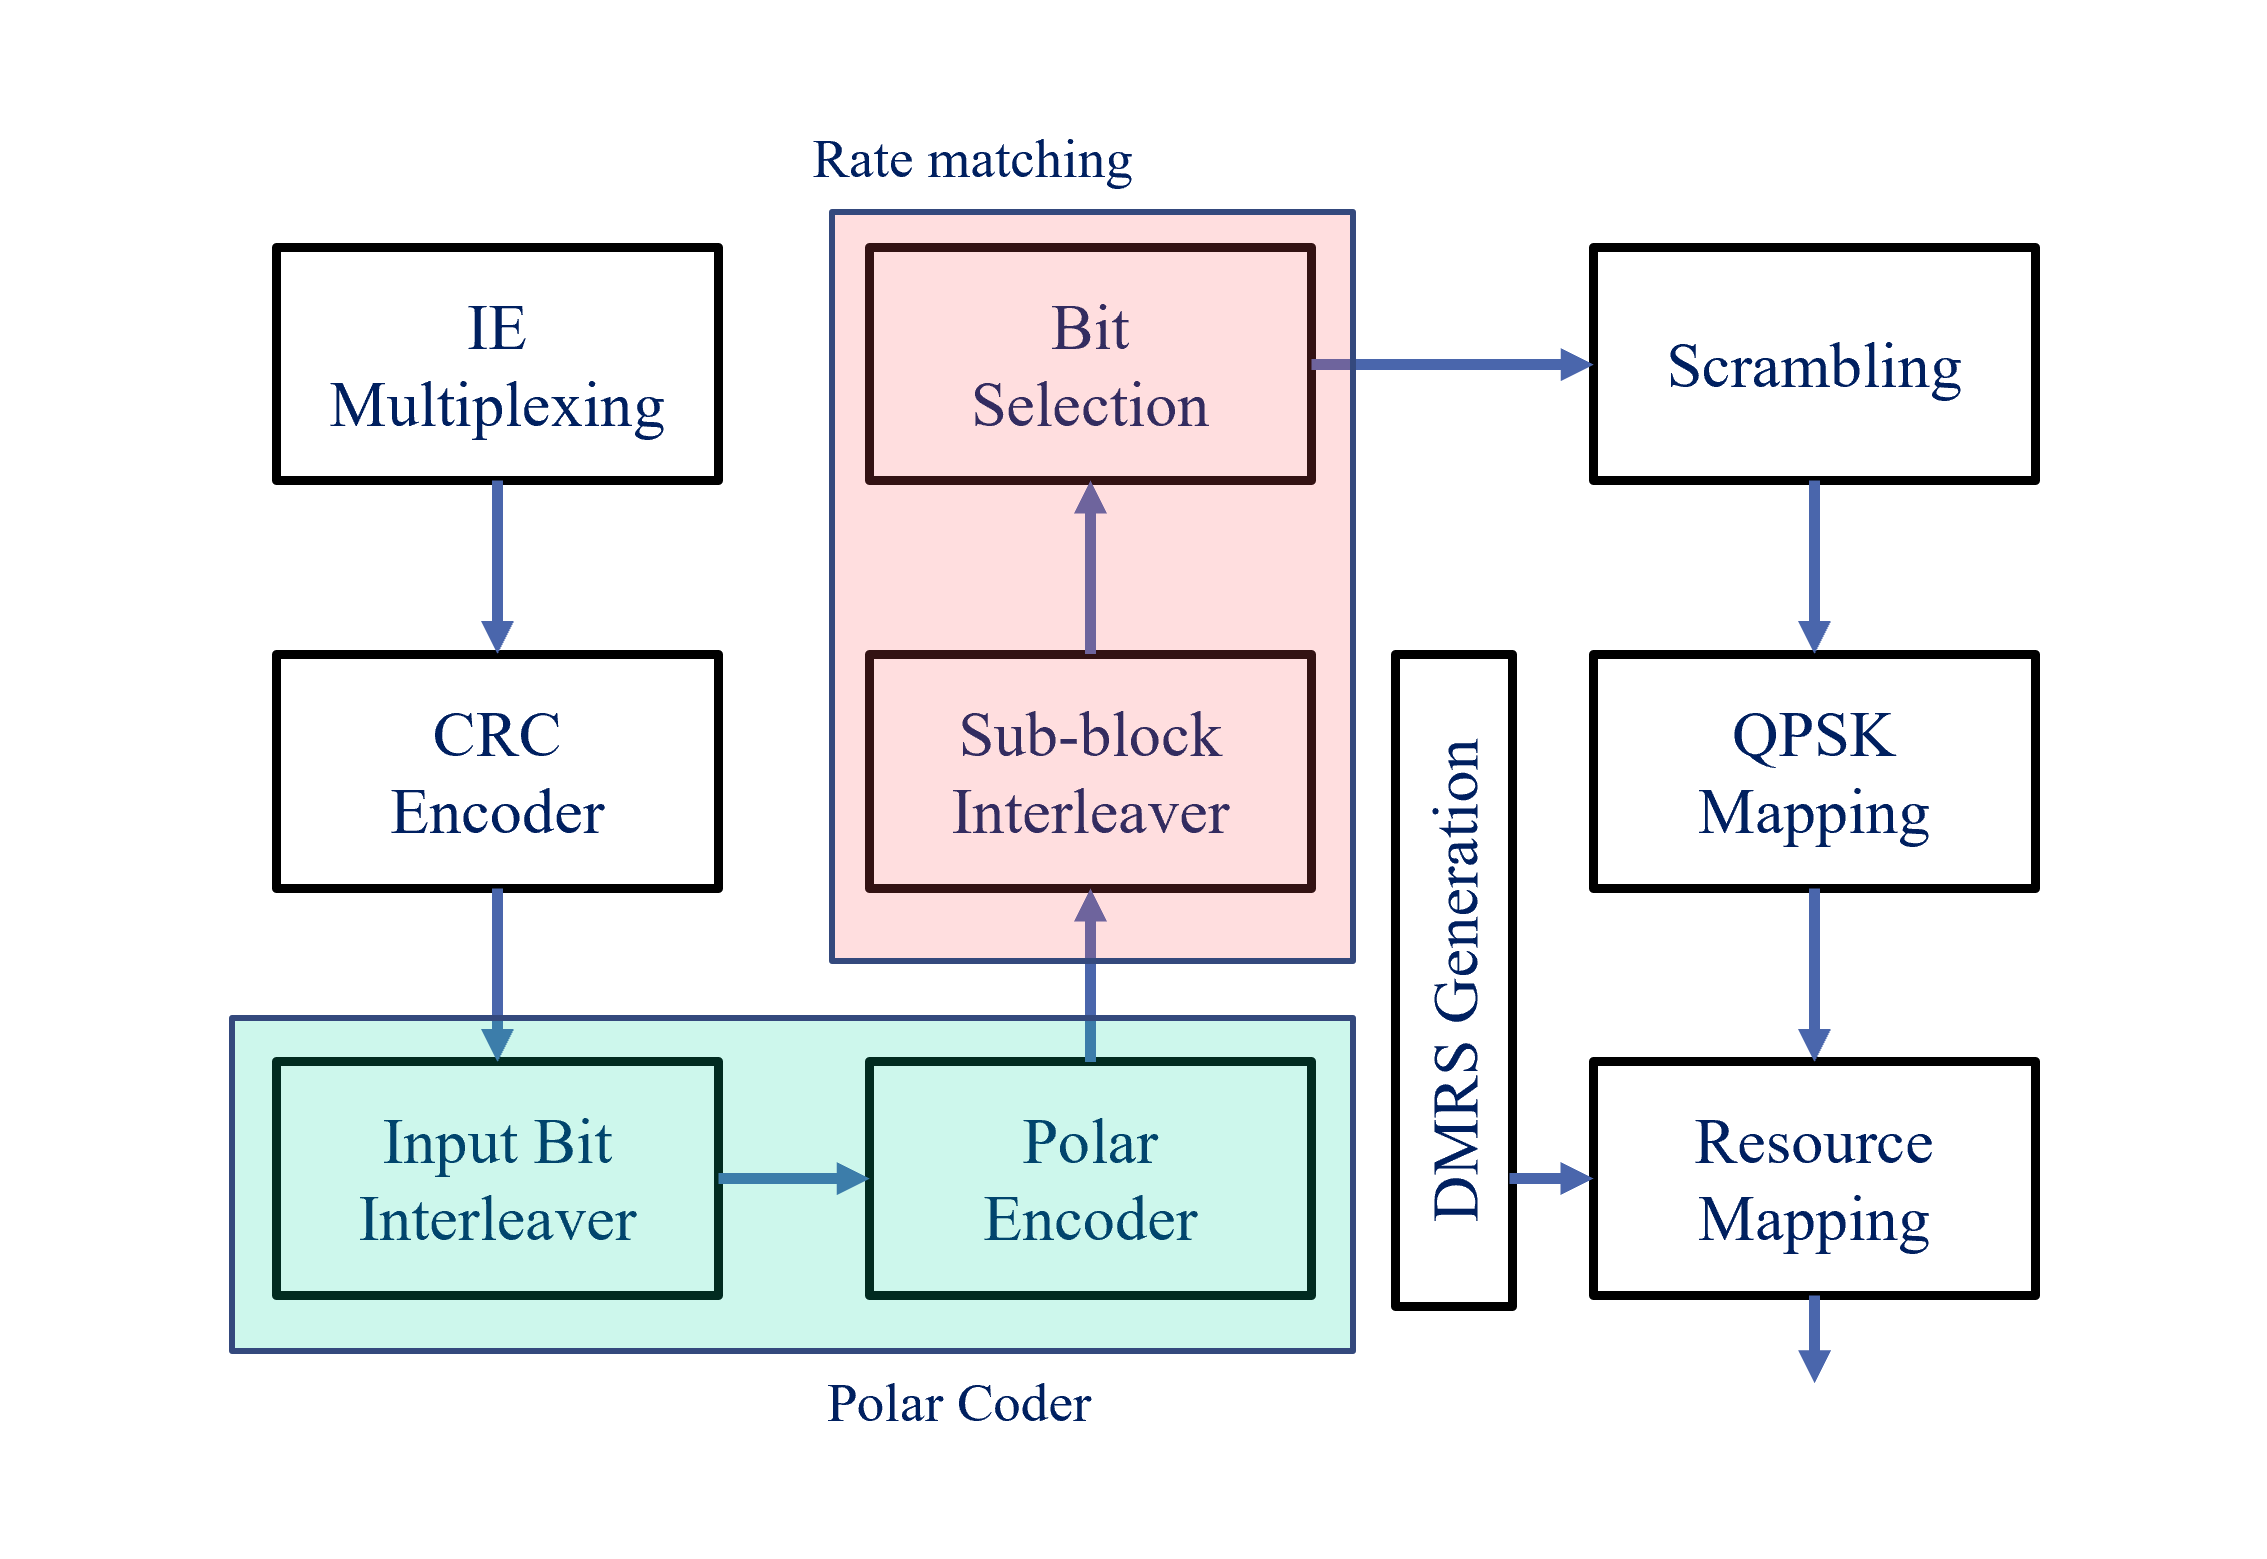 Rate matching
IE
Multiplexing
CRC
Encoder
Input Bit
Interleaver
Polar
Encoder
Polar Coder
Sub-block
Interleaver
Bit
Selection
Scrambling
QPSK
Mapping
DMRS Generation
Resource
Mapping